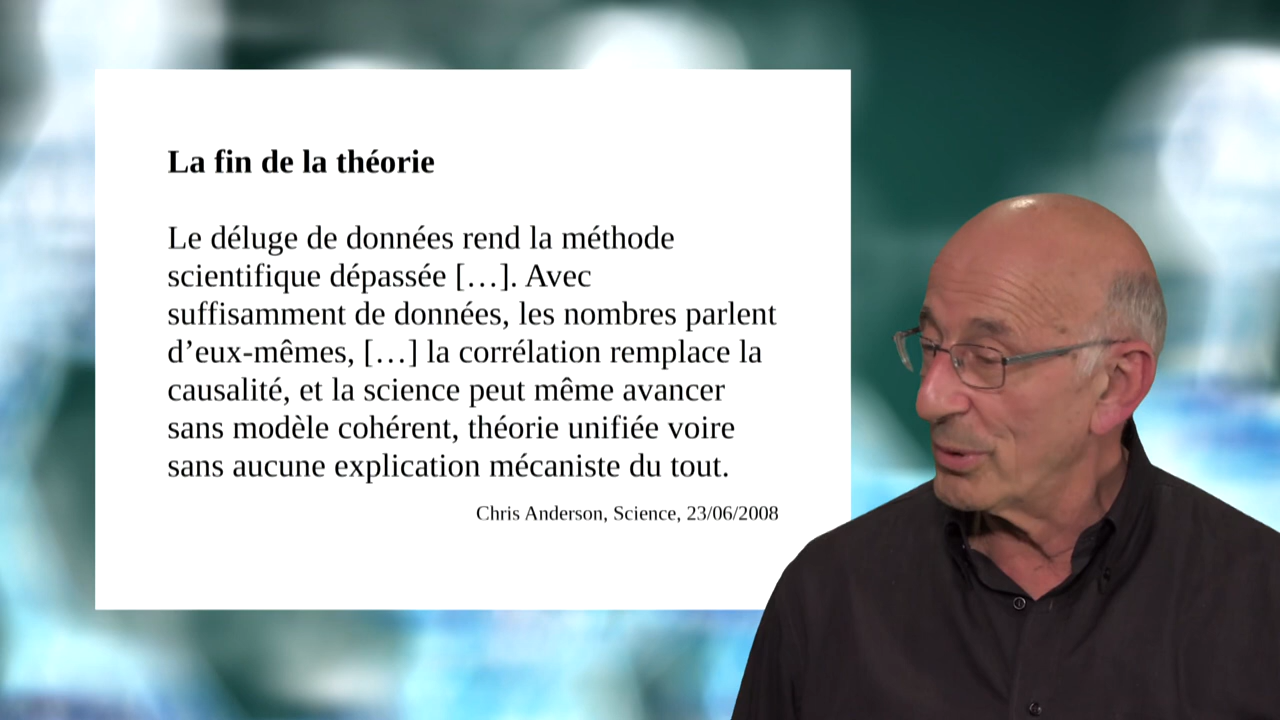 La fin de la théorie
Le déluge de données rend la méthode
scientifique dépassée […]. Avec
suffisamment de données, les nombres parlent
d’eux-mêmes, […] la corrélation remplace la
causalité, et la science peut même avancer
sans modèle cohérent, théorie unifiée voire
sans aucune explication mécaniste du tout.
Chris Anderson, Science, 23/06/2008